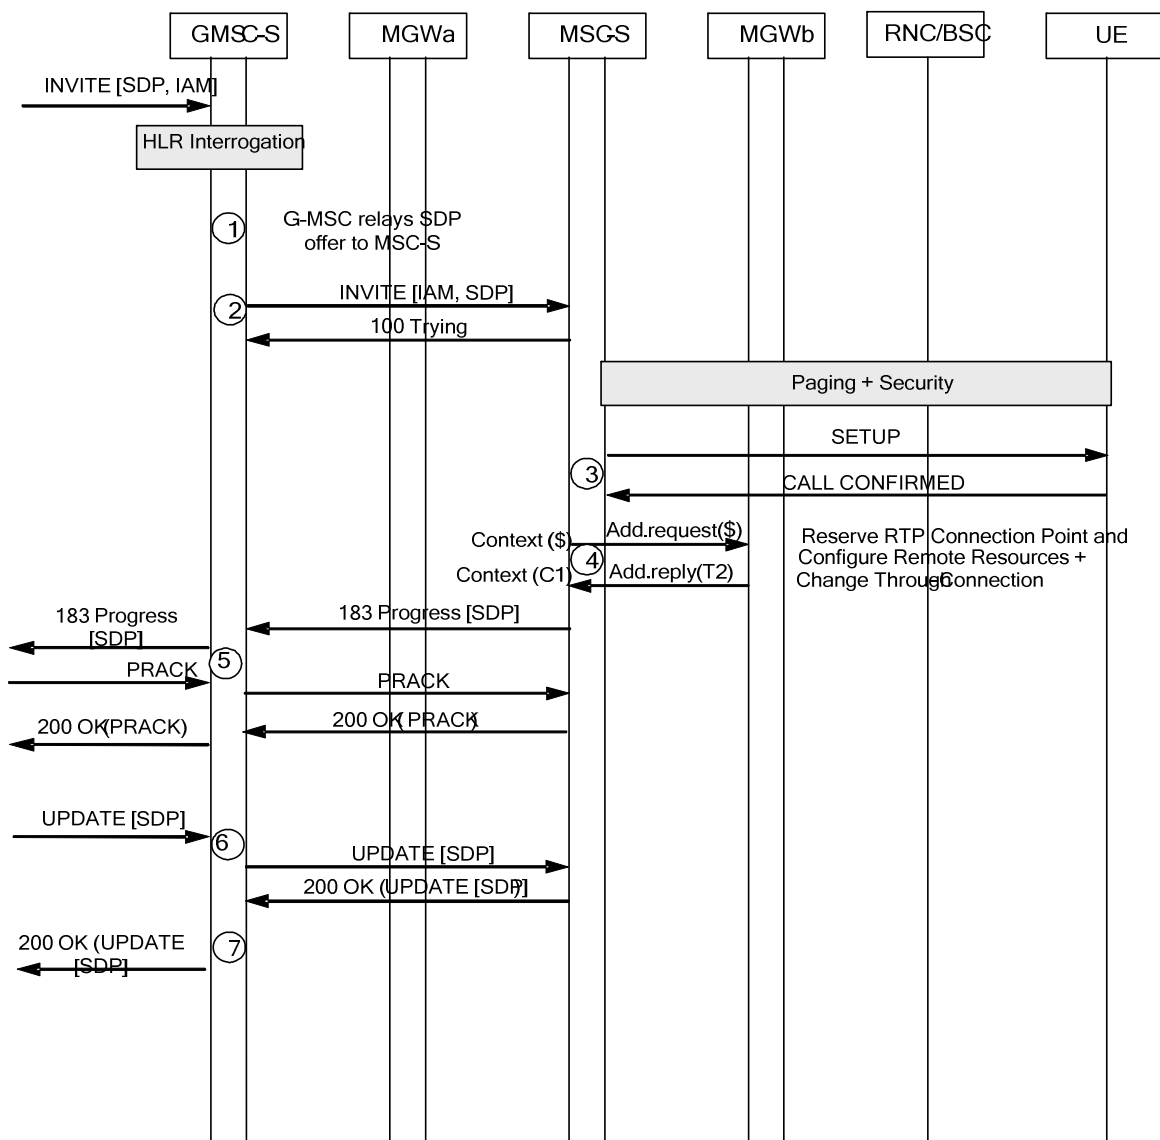 GMSC-S
MGWa
MSC-S
MGWb
RNC/BSC
UE
INVITE [SDP, IAM]
HLR Interrogation
1
G-MSC relays SDP
offer to MSC-S
2
INVITE [IAM, SDP]
100 Trying
Paging + Security
SETUP
3
CALL CONFIRMED
Context ($)
Add.request($)
Reserve RTP Connection Point and
Configure Remote Resources +
Change Through-Connection
4
Context (C1)
Add.reply(T2)
183 Progress [SDP]
183 Progress
[SDP]
5
PRACK
PRACK
200 OK (PRACK)
200 OK (PRACK)
UPDATE [SDP]
6
UPDATE [SDP]
200 OK (UPDATE [SDP])
7
200 OK (UPDATE
[SDP]